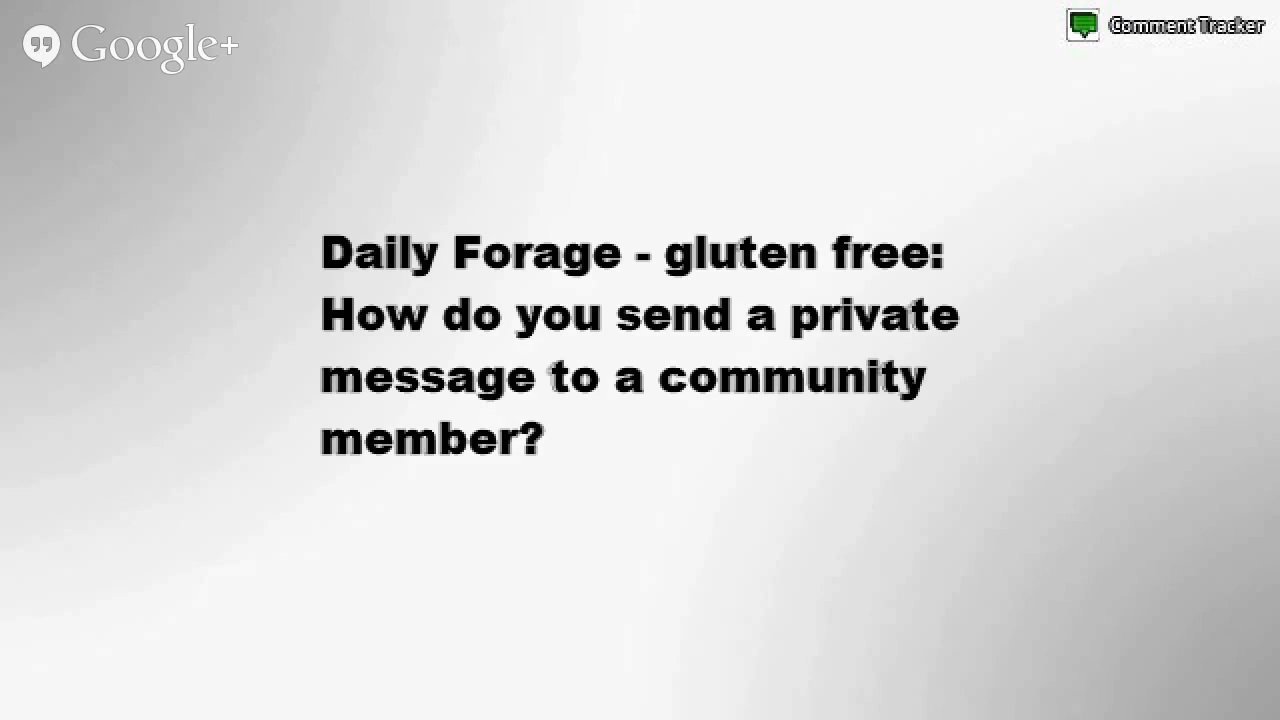 Google+
Comment Tracker
Daily Forage - gluten free:
How do you send a private
message to a community
member?